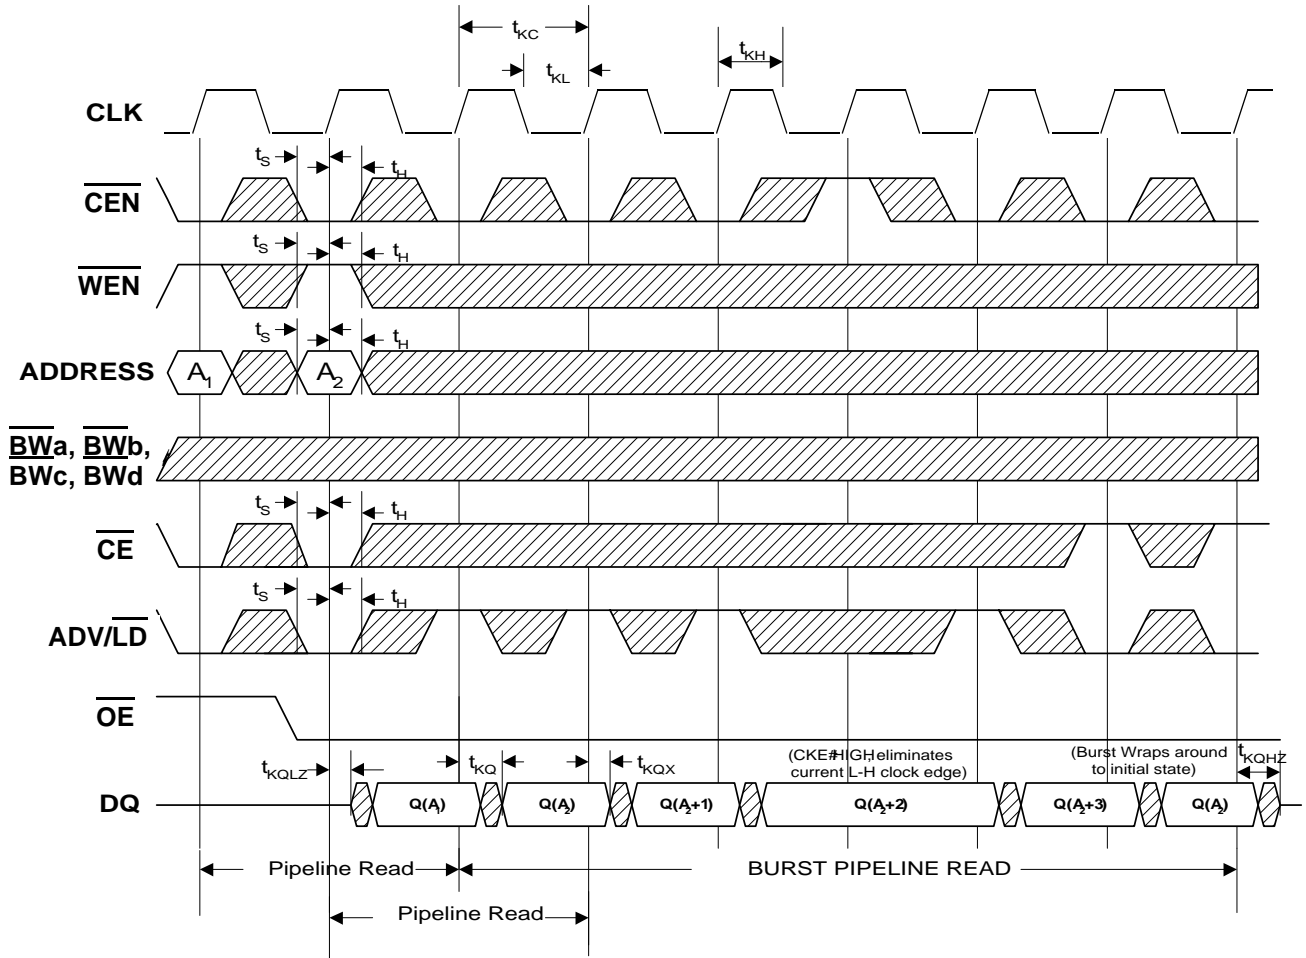 tKC
tKH
tKL
CLK
tS
tH
CEN
tS
tH
WEN
tS
tH
ADDRESS
A1
A2
BWa, BWb,
BWc, BWd
tS
tH
CE
tS
tH
ADV/LD
OE
(CKE#HIGH, eliminates
current L-H clock edge)
(Burst Wraps around
to initial state)
tKQLZ
tKQ
tKQX
tKQHZ
DQ
Q(A1)
Q(A2)
Q(A2+1)
Q(A2+2)
Q(A2+3)
Q(A2)
Pipeline Read
BURST PIPELINE READ
Pipeline Read